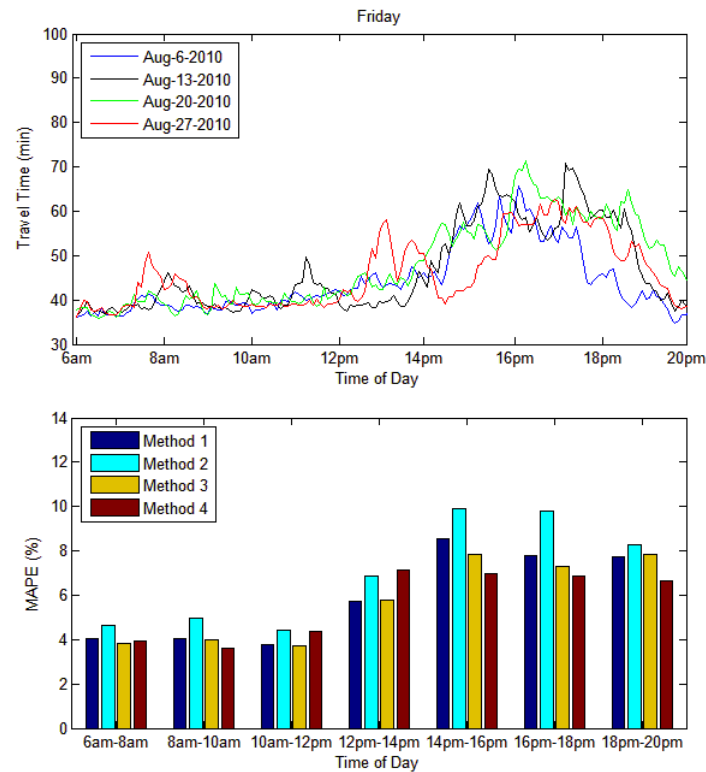 Friday
100
90
80
70
60
50
40
30
Travel Time (min)
Aug-6-2010
Aug-13-2010
Aug-20-2010
Aug-27-2010
6am 8am 10am 12pm 14pm 16pm 18pm 20pm
Time of Day
14
12
10
8
6
4
2
0
MAPE (%)
Method 1
Method 2
Method 3
Method 4
6am-8am 8am-10am 10am-12pm 12pm-14pm 14pm-16pm 16pm-18pm 18pm-20pm
Time of Day